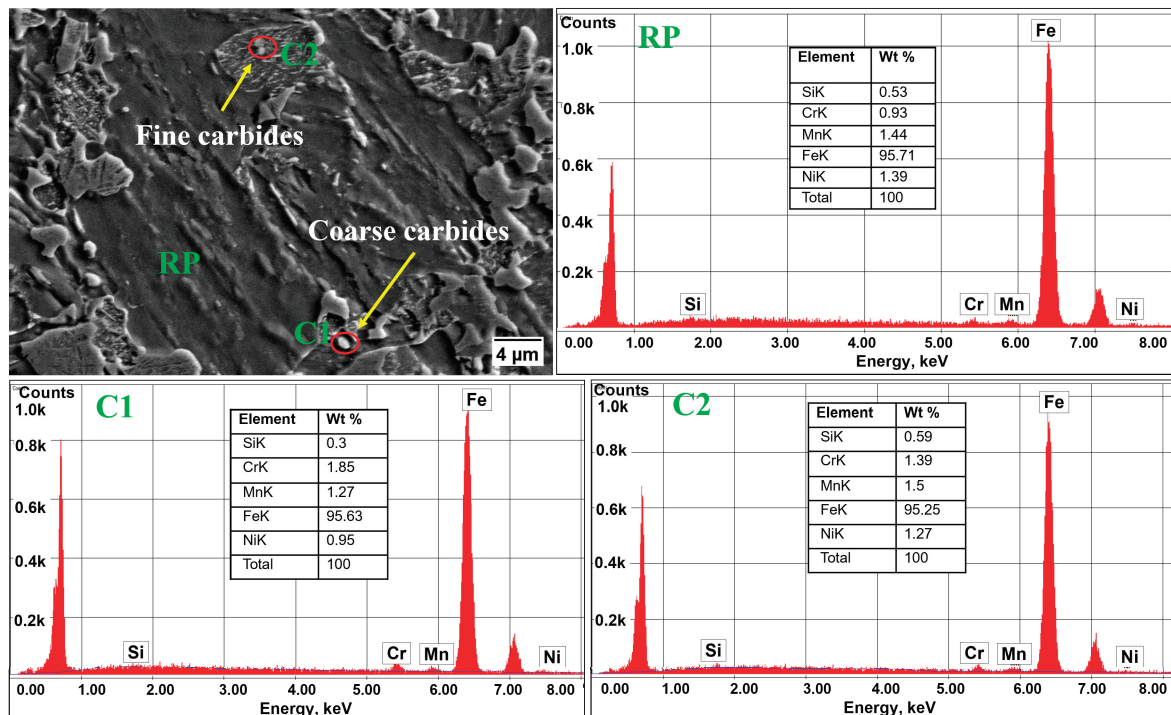 C2
Fine carbides
Coarse carbides
RP
C1
4 µm
Counts
RP
Fe
1.0k
0.8k
0.6k
0.4k
0.2k
Element Wt %
SiK 0.53
CrK 0.93
MnK 1.44
FeK 95.71
NiK 1.39
Total 100
Si Cr Mn Ni
0.00 1.00 2.00 3.00 4.00 5.00 6.00 7.00 8.00
Energy, keV
Counts
C1
Fe
1.0k
0.8k
0.6k
0.4k
0.2k
Element Wt %
SiK 0.3
CrK 1.85
MnK 1.27
FeK 95.63
NiK 0.95
Total 100
Si Cr Mn Ni
0.00 1.00 2.00 3.00 4.00 5.00 6.00 7.00 8.00
Energy, keV
Counts
C2
Fe
1.0k
0.8k
0.6k
0.4k
0.2k
Element Wt %
SiK 0.59
CrK 1.39
MnK 1.5
FeK 95.25
NiK 1.27
Total 100
Si Cr Mn Ni
0.00 1.00 2.00 3.00 4.00 5.00 6.00 7.00 8.00
Energy, keV